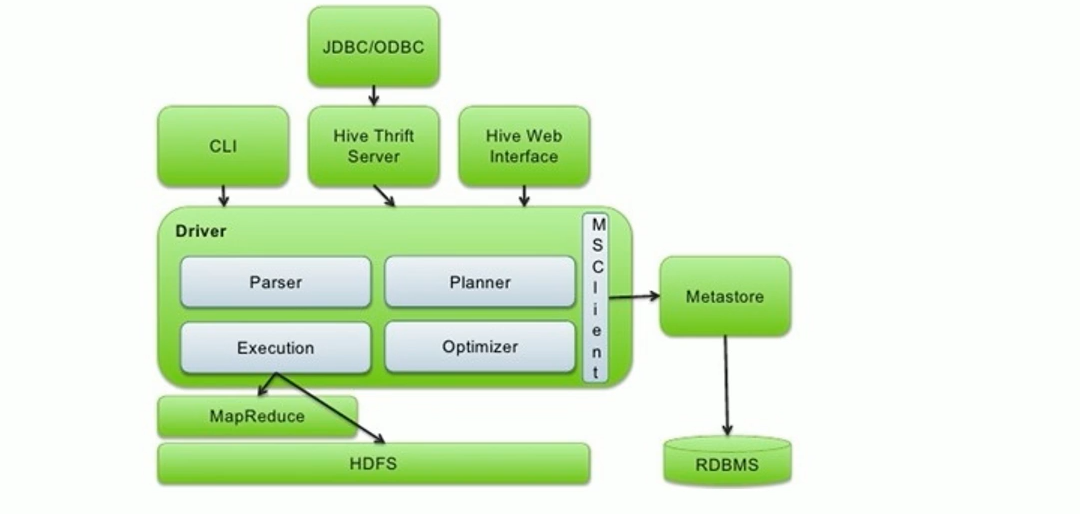 JDBC/ODBC
CLI
Hive Thrift
Server
Hive Web
Interface
Driver
Parser
Planner
Execution
Optimizer
MSClient
Metastore
MapReduce
HDFS
RDBMS